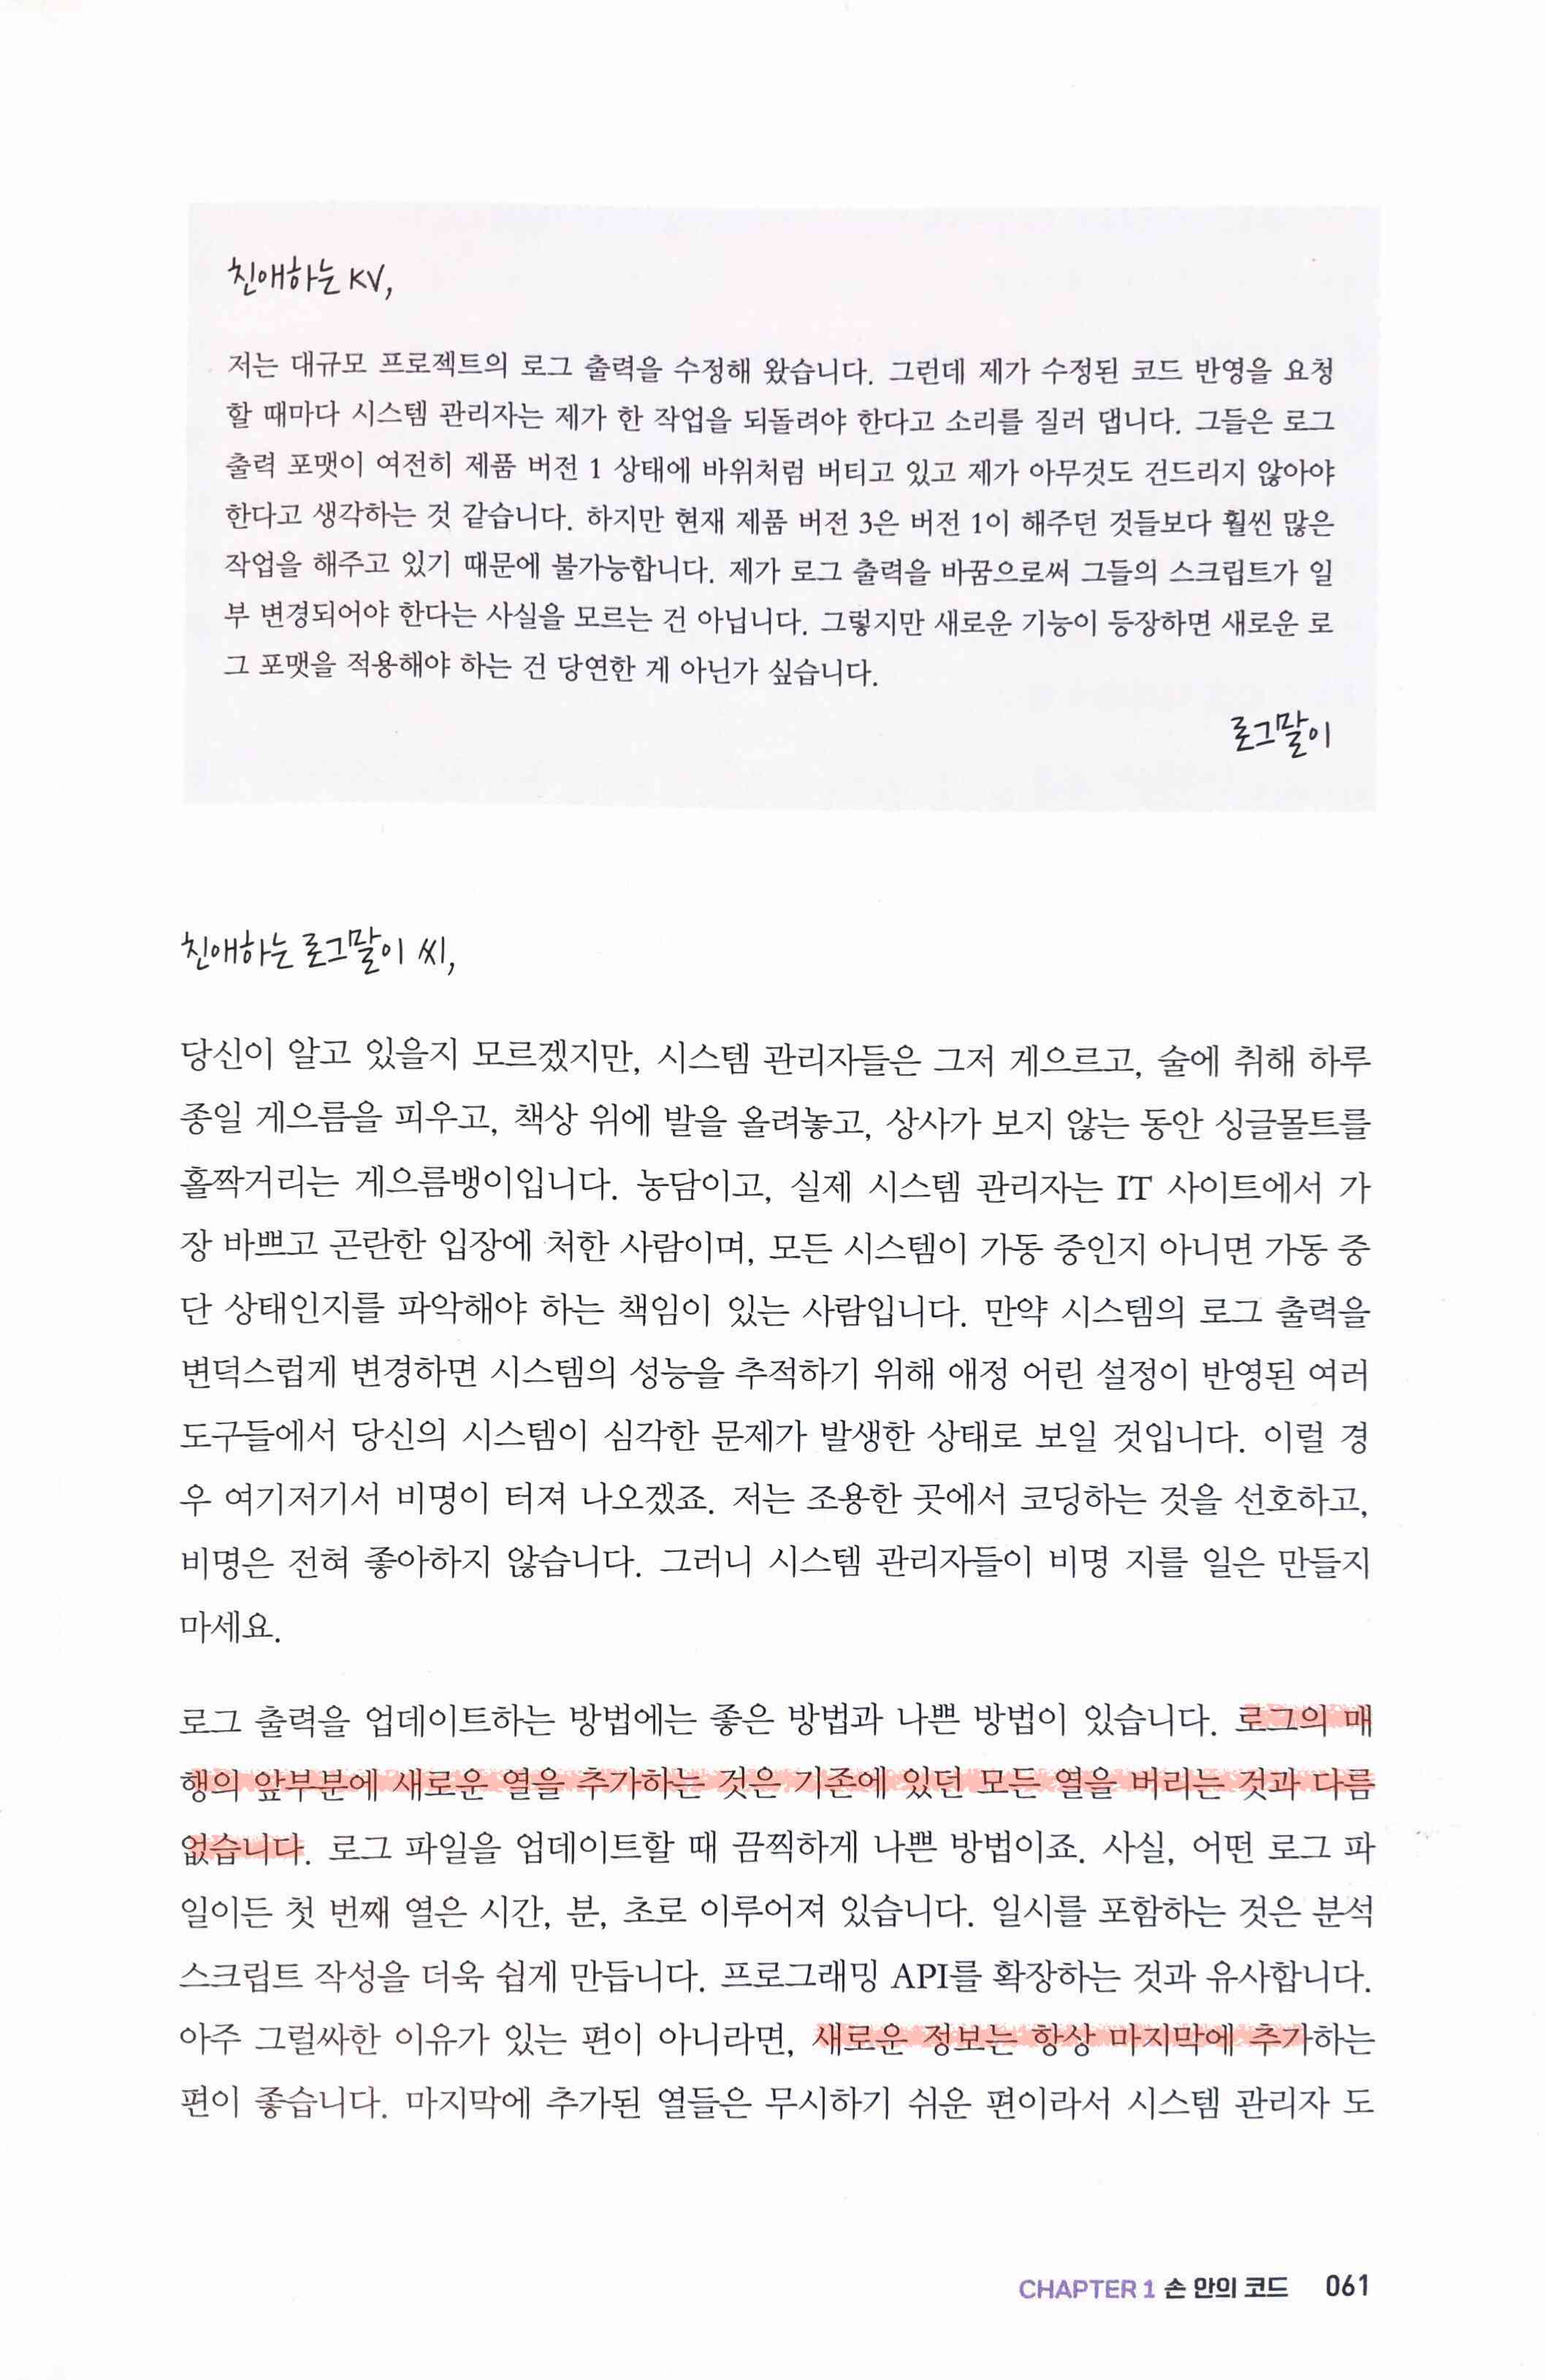 친애하는 KV,
저는 대규모 프로젝트의 로그 출력을 수정해 왔습니다. 그런데 제가 수정된 코드 반영을 요청
할 때마다 시스템 관리자는 제가 한 작업을 되돌려야 한다고 소리를 질러 댑니다. 그들은 로그
출력 포맷이 여전히 제품 버전 1 상태에 바위처럼 버티고 있고 제가 아무것도 건드리지 않아야
한다고 생각하는 것 같습니다. 하지만 현재 제품 버전 3은 버전 1이 해주던 것들보다 훨씬 많은
작업을 해주고 있기 때문에 불가능합니다. 제가 로그 출력을 바꿈으로써 그들의 스크립트가 일
부 변경되어야 한다는 사실을 모르는 건 아닙니다. 그렇지만 새로운 기능이 등장하면 새로운 로
그 포맷을 적용해야 하는 건 당연한 게 아닌가 싶습니다.
로그말이
친애하는 로그말이 씨,
당신이 알고 있을지 모르겠지만, 시스템 관리자들은 그저 게으르고, 술에 취해 하루
종일 게으름을 피우고, 책상 위에 발을 올려놓고, 상사가 보지 않는 동안 싱글몰트를
홀짝거리는 게으름뱅이입니다. 농담이고, 실제 시스템 관리자는 IT 사이트에서 가
장 바쁘고 곤란한 입장에 처한 사람이며, 모든 시스템이 가동 중인지 아니면 가동 중
단 상태인지를 파악해야 하는 책임이 있는 사람입니다. 만약 시스템의 로그 출력을
변덕스럽게 변경하면 시스템의 성능을 추적하기 위해 애정 어린 설정이 반영된 여러
도구들에서 당신의 시스템이 심각한 문제가 발생한 상태로 보일 것입니다. 이럴 경
우 여기저기서 비명이 터져 나오겠죠. 저는 조용한 곳에서 코딩하는 것을 선호하고,
비명은 전혀 좋아하지 않습니다. 그러니 시스템 관리자들이 비명 지를 일은 만들지
마세요.
로그 출력을 업데이트하는 방법에는 좋은 방법과 나쁜 방법이 있습니다. 로그의 매
행의 앞부분에 새로운 열을 추가하는 것은 기존에 있던 모든 열을 버리는 것과 다름
없습니다. 로그 파일을 업데이트할 때 끔찍하게 나쁜 방법이죠. 사실, 어떤 로그 파
일이든 첫 번째 열은 시간, 분, 초로 이루어져 있습니다. 일시를 포함하는 것은 분석
스크립트 작성을 더욱 쉽게 만듭니다. 프로그래밍 API를 확장하는 것과 유사합니다.
아주 그럴싸한 이유가 있는 편이 아니라면, 새로운 정보는 항상 마지막에 추가하는
편이 좋습니다. 마지막에 추가된 열들은 무시하기 쉬운 편이라서 시스템 관리자 도
CHAPTER 1 손 안의 코드 061